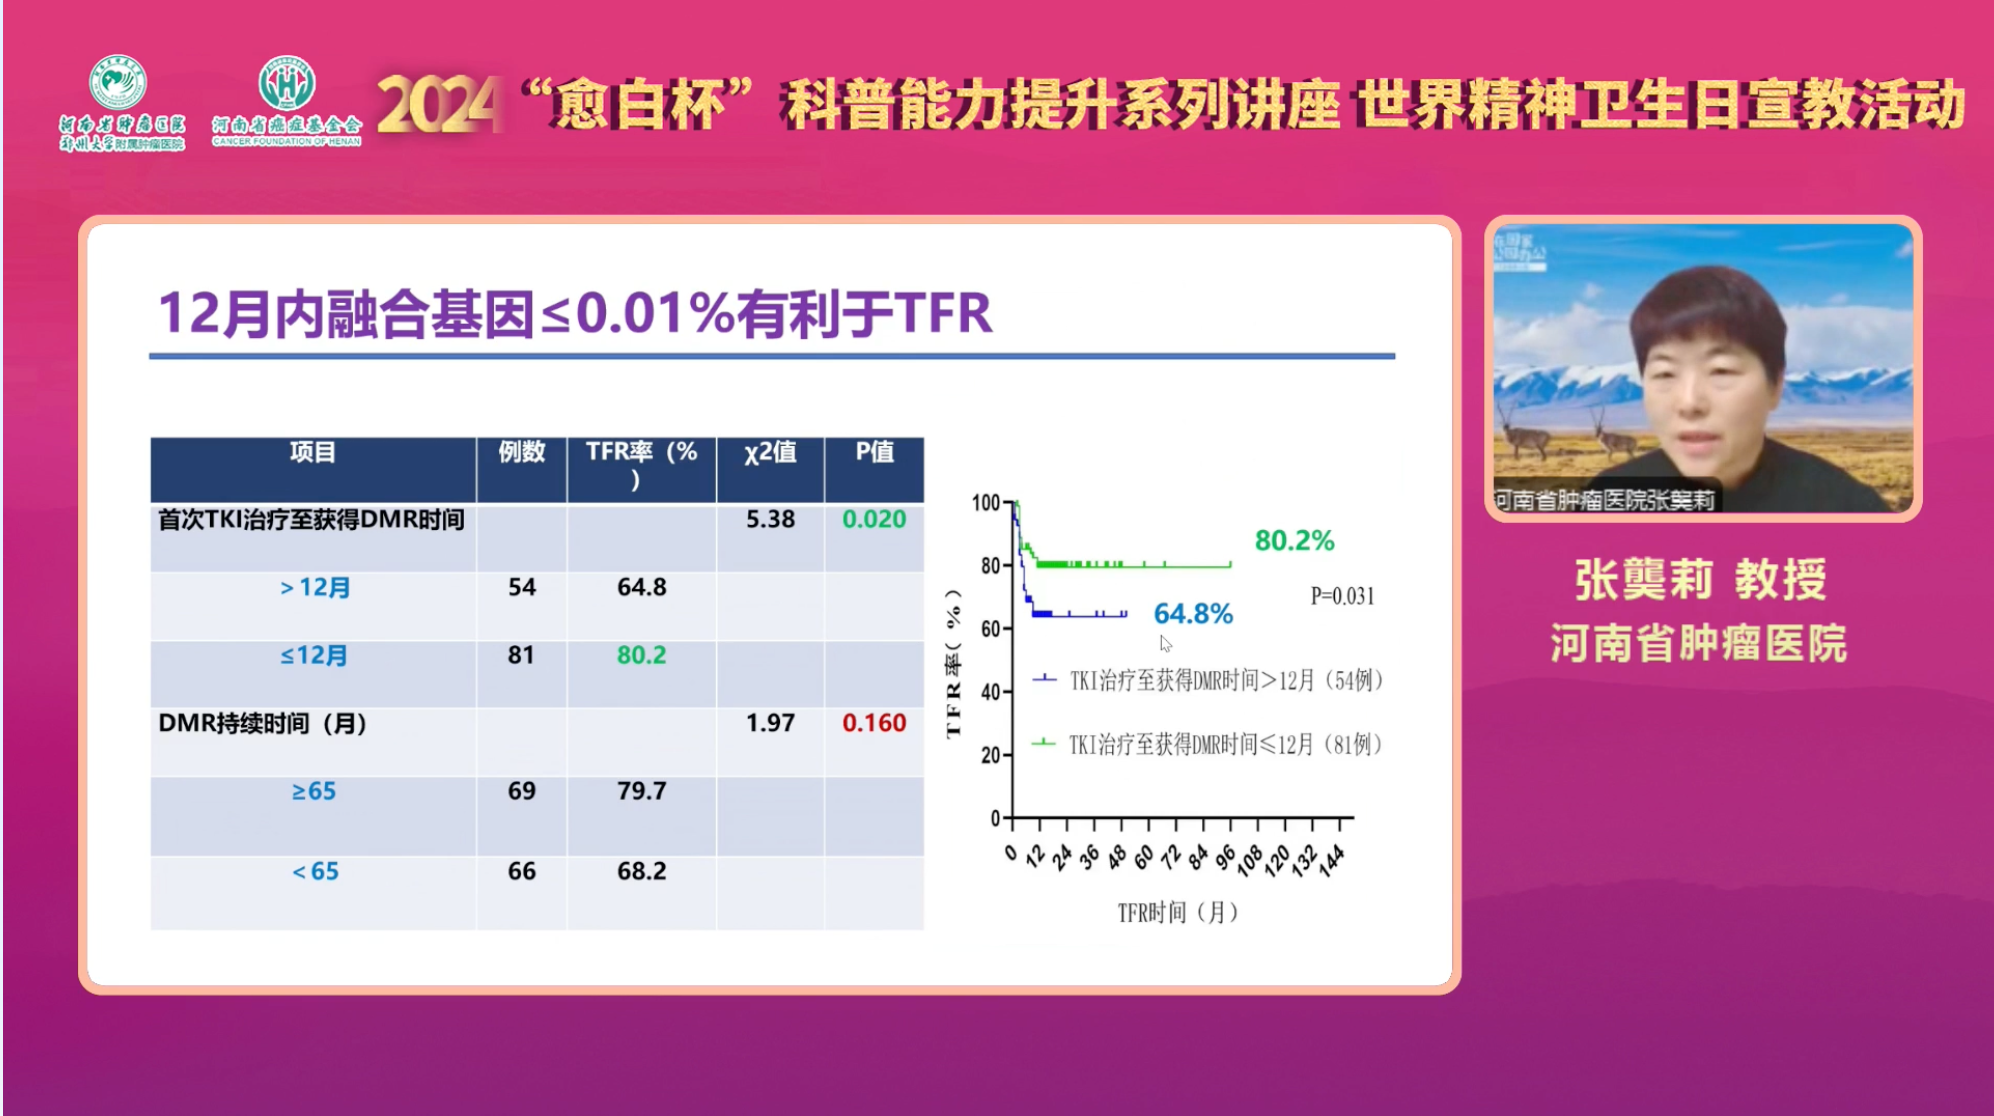 河南省肿瘤医院
郑州大学附属肿瘤医院
河南省癌症基金会
CANCER FOUNDATION OF HENAN
2024“愈白杯”科普能力提升系列讲座 世界精神卫生日宣教活动
12月内融合基因≤0.01%有利于TFR
项目 例数 TFR率（%） χ2值 P值
首次TKI治疗至获得DMR时间 5.38 0.020
＞12月 54 64.8
≤12月 81 80.2
DMR持续时间（月） 1.97 0.160
≥65 69 79.7
＜65 66 68.2
TFR率（%）
100
80
60
40
20
0
80.2%
P=0.031
64.8%
TKI治疗至获得DMR时间＞12月（54例）
TKI治疗至获得DMR时间≤12月（81例）
0 12 24 36 48 60 72 84 96 108 120 132 144
TFR时间（月）
河南省肿瘤医院张龑莉
张龑莉 教授
河南省肿瘤医院